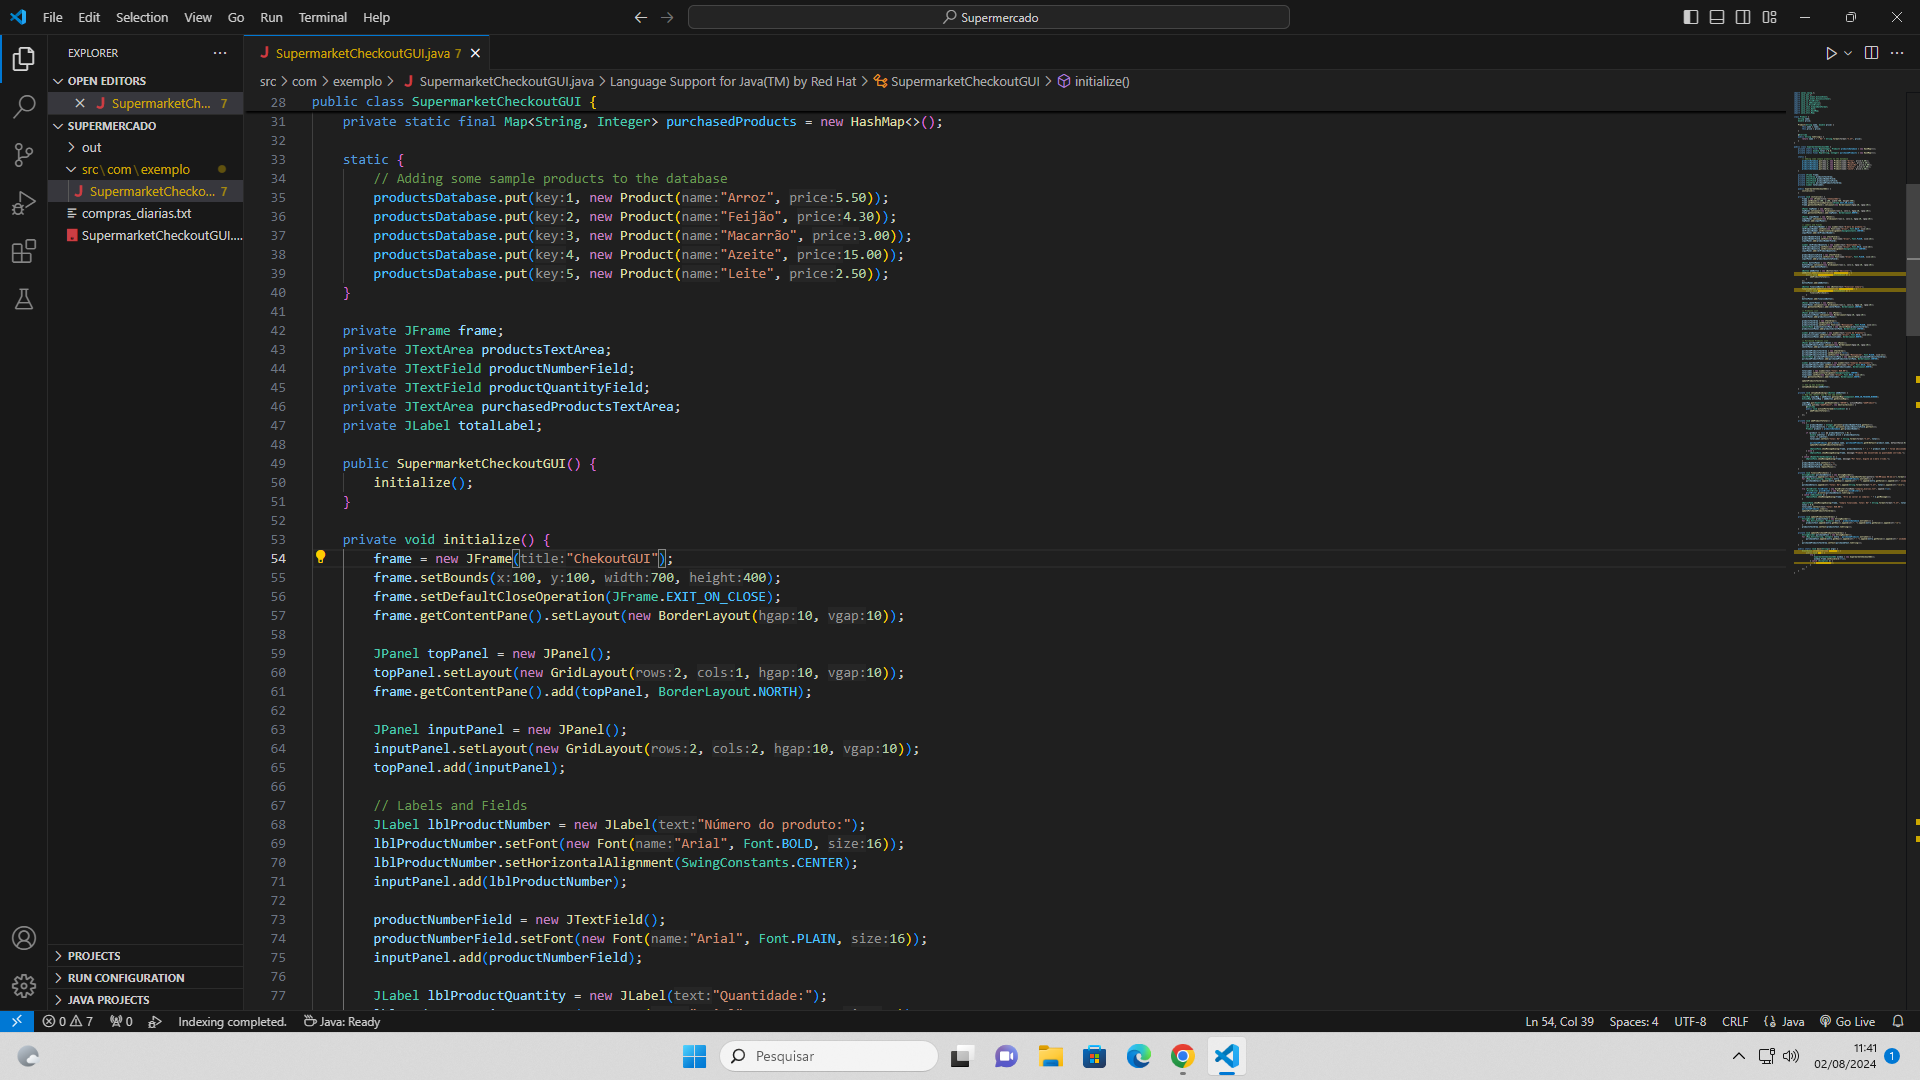 File Edit Selection View Go Run Terminal Help
Supermercado
EXPLORER
OPEN EDITORS
SupermarketCh... 7
SUPERMERCADO
out
src\com\exemplo
SupermarketChecko... 7
compras_diarias.txt
SupermarketCheckoutGUI....
PROJECTS
RUN CONFIGURATION
JAVA PROJECTS
SupermarketCheckoutGUI.java 7
src > com > exemplo > SupermarketCheckoutGUI.java > Language Support for Java(TM) by Red Hat > SupermarketCheckoutGUI > initialize()
28 public class SupermarketCheckoutGUI {
31 private static final Map<String, Integer> purchasedProducts = new HashMap<>();
32
33 static {
34 // Adding some sample products to the database
35 productsDatabase.put(key:1, new Product(name:"Arroz", price:5.50));
36 productsDatabase.put(key:2, new Product(name:"Feijão", price:4.30));
37 productsDatabase.put(key:3, new Product(name:"Macarrão", price:3.00));
38 productsDatabase.put(key:4, new Product(name:"Azeite", price:15.00));
39 productsDatabase.put(key:5, new Product(name:"Leite", price:2.50));
40 }
41
42 private JFrame frame;
43 private JTextArea productsTextArea;
44 private JTextField productNumberField;
45 private JTextField productQuantityField;
46 private JTextArea purchasedProductsTextArea;
47 private JLabel totalLabel;
48
49 public SupermarketCheckoutGUI() {
50 initialize();
51 }
52
53 private void initialize() {
54 frame = new JFrame(title:"ChekoutGUI");
55 frame.setBounds(x:100, y:100, width:700, height:400);
56 frame.setDefaultCloseOperation(JFrame.EXIT_ON_CLOSE);
57 frame.getContentPane().setLayout(new BorderLayout(hgap:10, vgap:10));
58
59 JPanel topPanel = new JPanel();
60 topPanel.setLayout(new GridLayout(rows:2, cols:1, hgap:10, vgap:10));
61 frame.getContentPane().add(topPanel, BorderLayout.NORTH);
62
63 JPanel inputPanel = new JPanel();
64 inputPanel.setLayout(new GridLayout(rows:2, cols:2, hgap:10, vgap:10));
65 topPanel.add(inputPanel);
66
67 // Labels and Fields
68 JLabel lblProductNumber = new JLabel(text:"Número do produto:");
69 lblProductNumber.setFont(new Font(name:"Arial", Font.BOLD, size:16));
70 lblProductNumber.setHorizontalAlignment(SwingConstants.CENTER);
71 inputPanel.add(lblProductNumber);
72
73 productNumberField = new JTextField();
74 productNumberField.setFont(new Font(name:"Arial", Font.PLAIN, size:16));
75 inputPanel.add(productNumberField);
76
77 JLabel lblProductQuantity = new JLabel(text:"Quantidade:");
0 7 0 Indexing completed. Java: Ready Ln 54, Col 39 Spaces: 4 UTF-8 CRLF Java Go Live
Pesquisar
11:41
02/08/2024
1